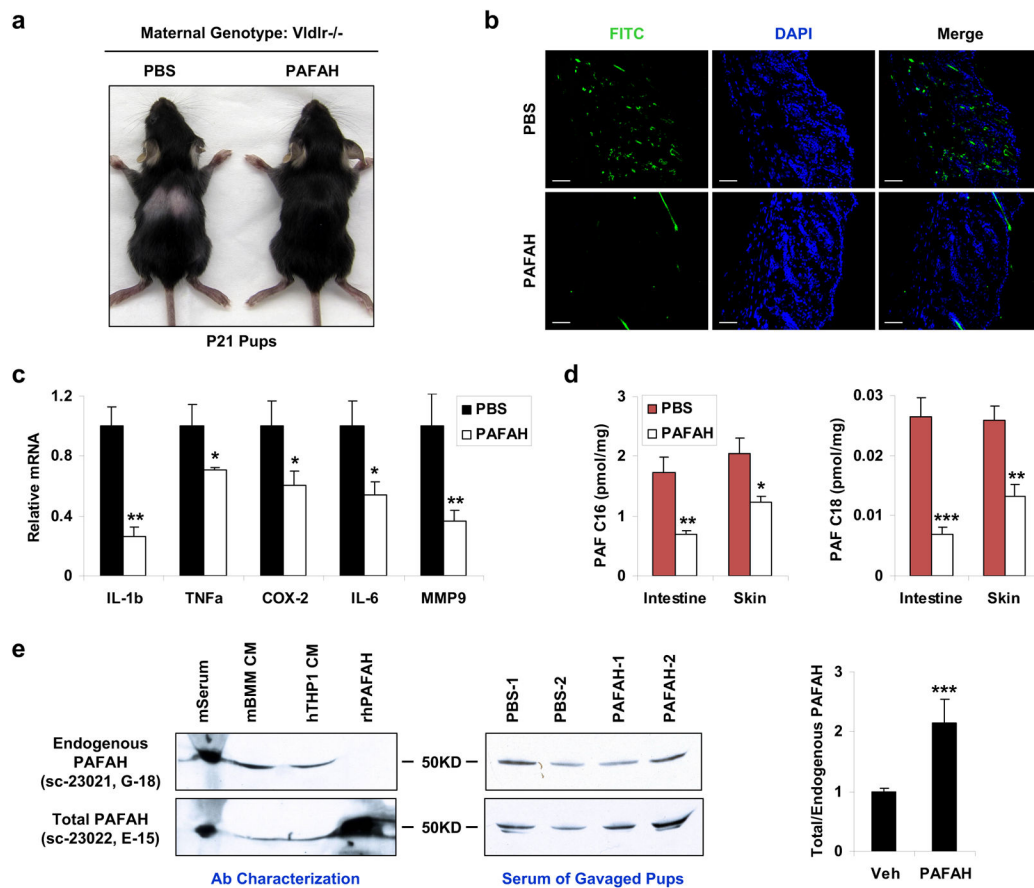 a
Maternal Genotype: Vldlr-/-
PBS PAFAH
P21 Pups
b
FITC DAPI Merge
PBS
PAFAH
c
Relative mRNA
1.2
0.8
0.4
0
PBS
PAFAH
** * * * **
IL-1b TNFa COX-2 IL-6 MMP9
d
PAF C16 (pmol/mg)
3
2
1
0
PBS
PAFAH
** *
Intestine Skin
PAF C18 (pmol/mg)
0.03
0.02
0.01
0
*** **
Intestine Skin
e
mSerum mBMM CM hTHP1 CM rhPAFAH
PBS-1 PBS-2 PAFAH-1 PAFAH-2
Endogenous
PAFAH
(sc-23021, G-18)
— 50KD —
Total PAFAH
(sc-23022, E-15)
— 50KD —
Ab Characterization
Serum of Gavaged Pups
Total/Endogenous PAFAH
3
2
1
0
***
Veh PAFAH